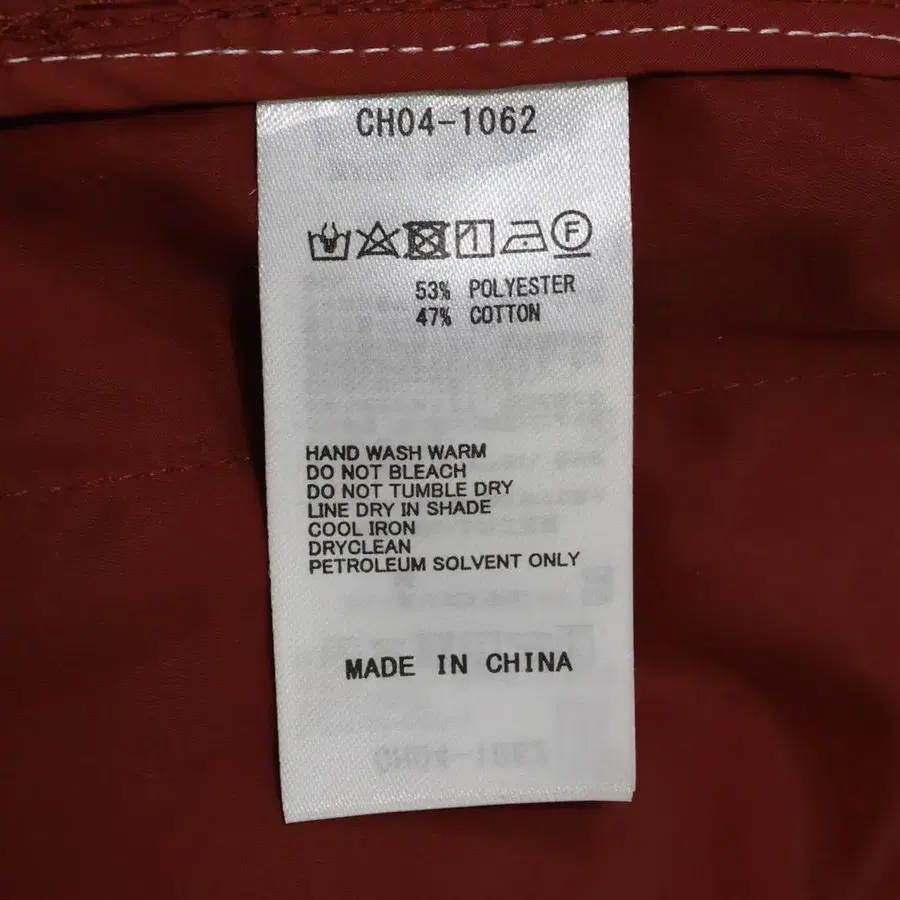 CH04-1062
F
53% POLYESTER
47% COTTON
HAND WASH WARM
DO NOT BLEACH
DO NOT TUMBLE DRY
LINE DRY IN SHADE
COOL IRON
DRYCLEAN
PETROLEUM SOLVENT ONLY
MADE IN CHINA